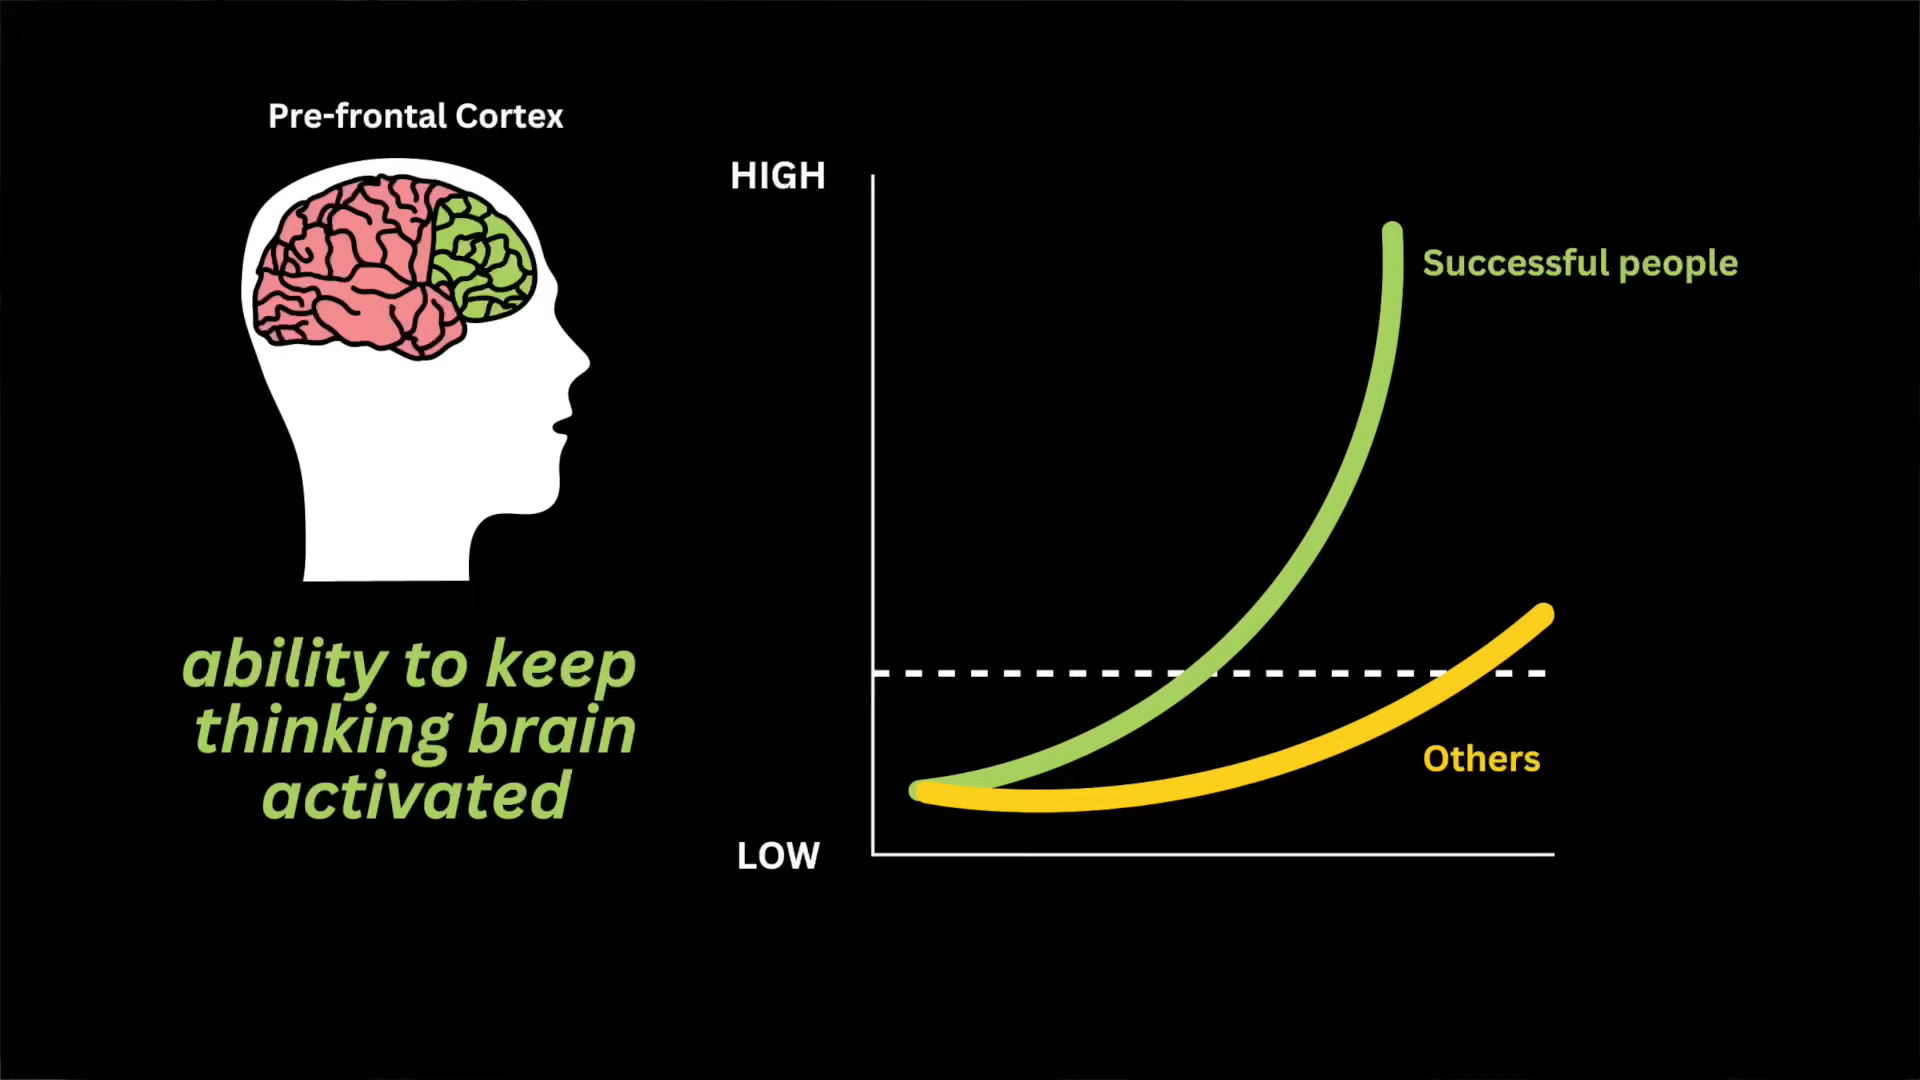 Pre-frontal Cortex
ability to keep
thinking brain
activated
HIGH
Successful people
Others
LOW